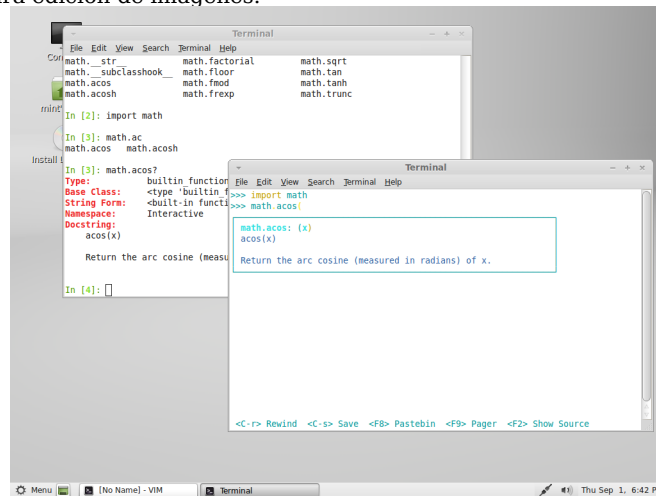 edición de imágenes.
Terminal
File Edit View Search Terminal Help
math.__str__ math.factorial math.sqrt
math.__subclasshook__ math.floor math.tan
math.acos math.fmod math.tanh
math.acosh math.frexp math.trunc
In [2]: import math
In [3]: math.ac
math.acos math.acosh
In [3]: math.acos?
Type: builtin_function
Base Class: <type 'builtin_f
String Form: <built-in functi
Namespace: Interactive
Docstring:
acos(x)
Return the arc cosine (measu
In [4]:
Terminal
File Edit View Search Terminal Help
>>> import math
>>> math.acos(
math.acos: (x)
acos(x)
Return the arc cosine (measured in radians) of x.
<C-r> Rewind <C-s> Save <F8> Pastebin <F9> Pager <F2> Show Source
Com
mint'
Install
Menu
[No Name] - VIM
Terminal
Thu Sep 1, 6:42 P